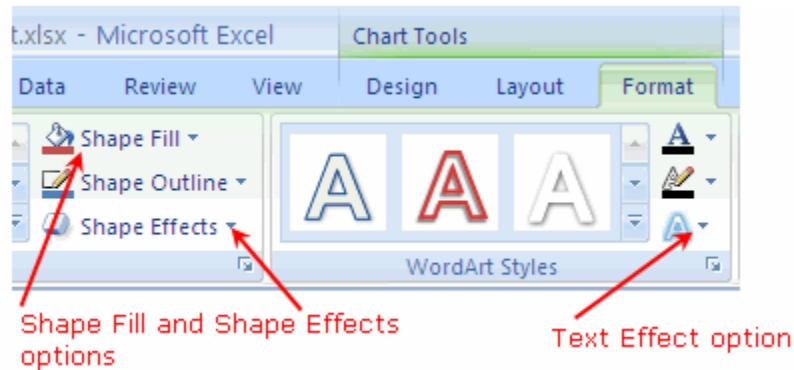 t.xlsx - Microsoft Excel Chart Tools
Data Review View Design Layout Format
Shape Fill A
Shape Outline
Shape Effects A
A A A
WordArt Styles
Shape Fill and Shape Effects
options
Text Effect option